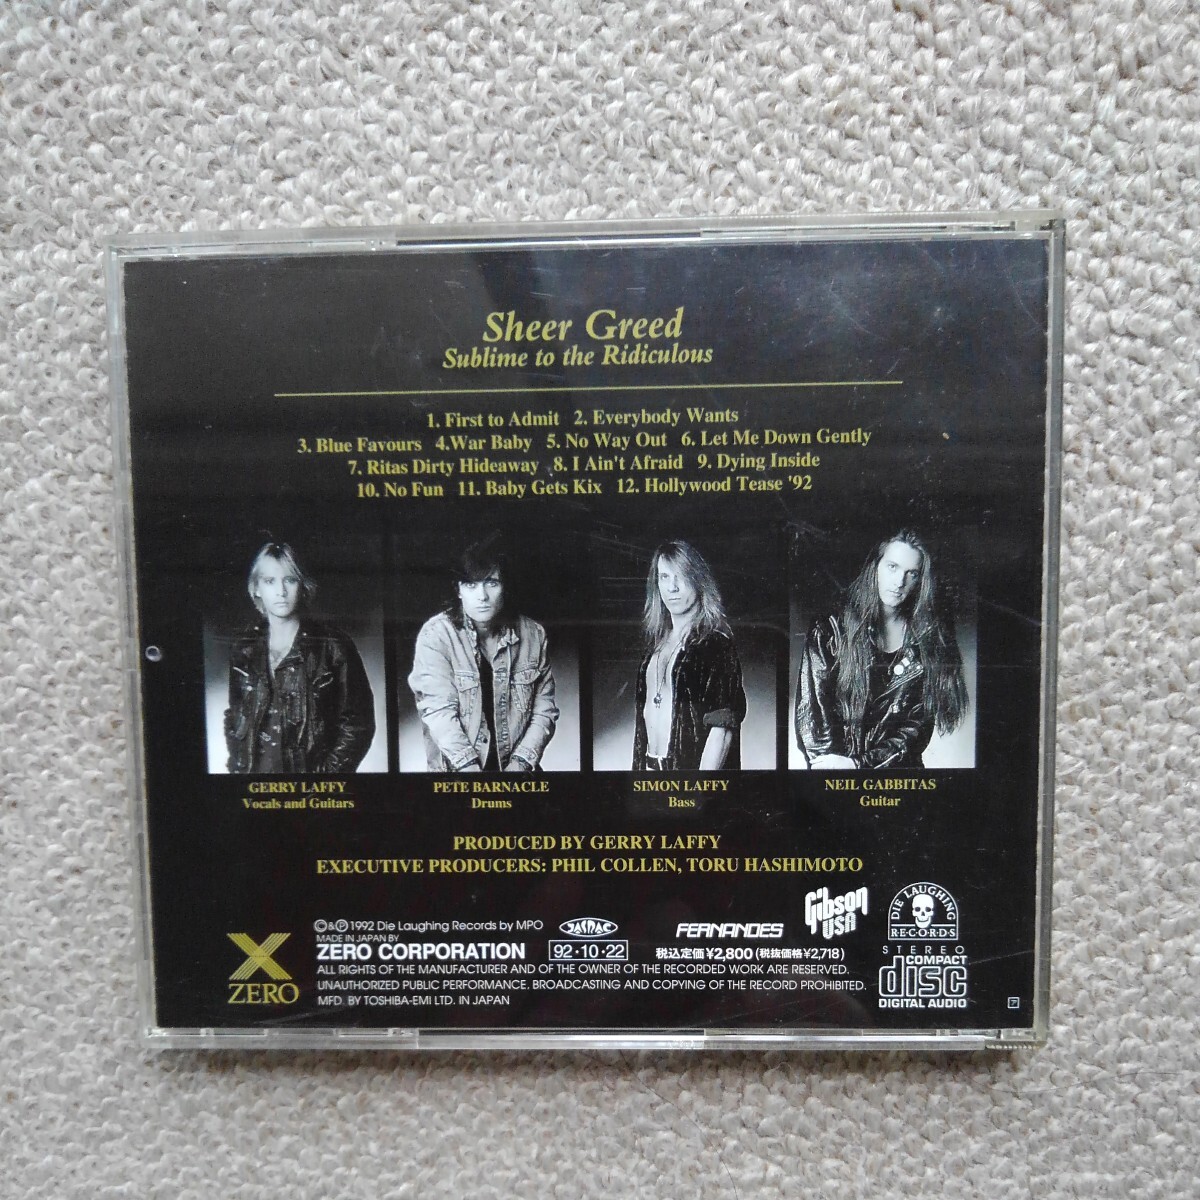 Sheer Greed
Sublime to the Ridiculous
1. First to Admit 2. Everybody Wants
3. Blue Favours 4.War Baby 5. No Way Out 6. Let Me Down Gently
7. Ritas Dirty Hideaway 8. I Ain't Afraid 9. Dying Inside
10. No Fun 11. Baby Gets Kix 12. Hollywood Tease '92
GERRY LAFFY
Vocals and Guitars
PETE BARNACLE
Drums
SIMON LAFFY
Bass
NEIL GABBITAS
Guitar
PRODUCED BY GERRY LAFFY
EXECUTIVE PRODUCERS: PHIL COLLEN, TORU HASHIMOTO
X
ZERO
©&Ⓟ1992 Die Laughing Records by MPO
MADE IN JAPAN BY
ZERO CORPORATION
JASRAC
92·10·22
FERNANDES
税込定価¥2,800(税抜価格¥2,718)
Gibson
USA
DIE LAUGHING
RECORDS
ALL RIGHTS OF THE MANUFACTURER AND OF THE OWNER OF THE RECORDED WORK ARE RESERVED.
UNAUTHORIZED PUBLIC PERFORMANCE, BROADCASTING AND COPYING OF THE RECORD PROHIBITED.
MFD. BY TOSHIBA-EMI LTD. IN JAPAN
STEREO
COMPACT
disc
DIGITAL AUDIO
ア